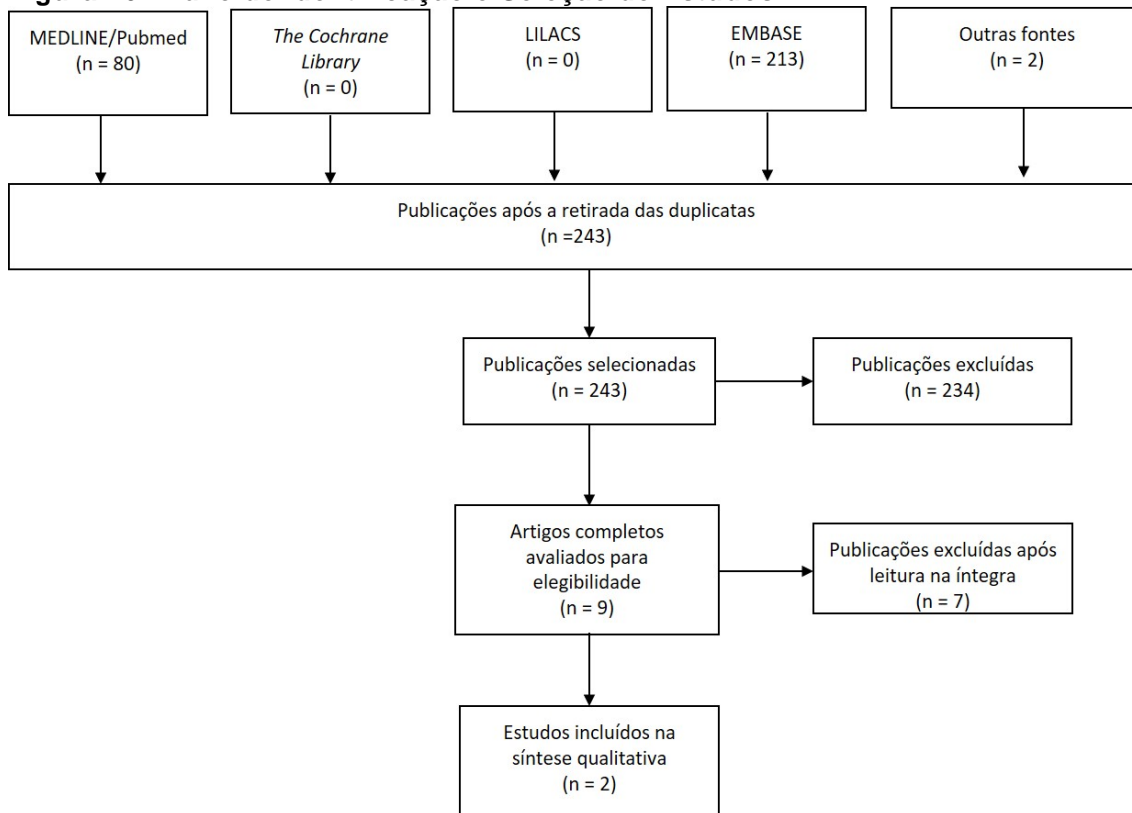 MEDLINE/Pubmed
(n = 80)
The Cochrane
Library
(n = 0)
LILACS
(n = 0)
EMBASE
(n = 213)
Outras fontes
(n = 2)
Publicações após a retirada das duplicatas
(n =243)
Publicações selecionadas
(n = 243)
Publicações excluídas
(n = 234)
Artigos completos
avaliados para
elegibilidade
(n = 9)
Publicações excluídas após
leitura na íntegra
(n = 7)
Estudos incluídos na
síntese qualitativa
(n = 2)